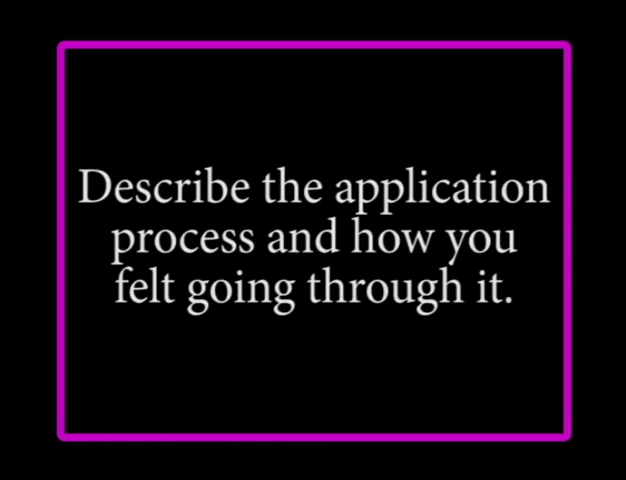 Describe the application
process and how you
felt going through it.